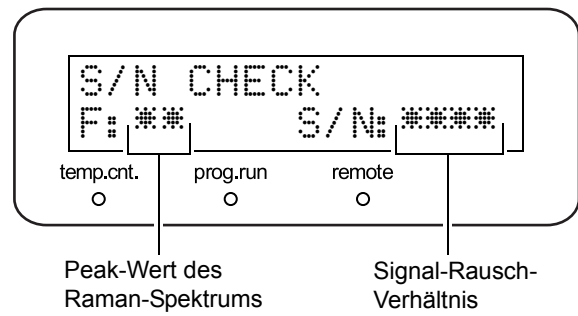 S/N CHECK
F: ** S/N: ****
temp.cnt. prog.run remote
Peak-Wert des
Raman-Spektrums
Signal-Rausch-
Verhältnis